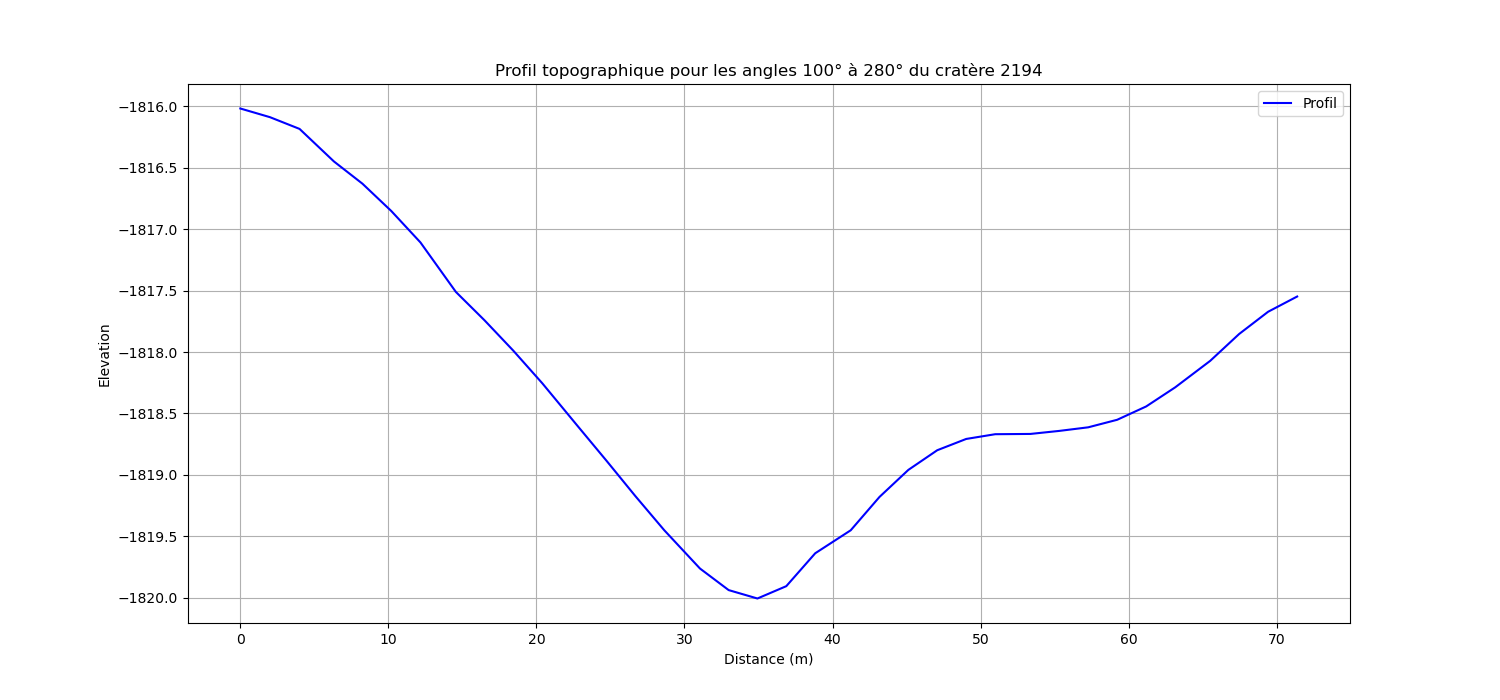 Profil topographique pour les angles 100° à 280° du cratère 2194
Profil
−1816.0
−1816.5
−1817.0
−1817.5
−1818.0
−1818.5
−1819.0
−1819.5
−1820.0
Elevation
0 10 20 30 40 50 60 70
Distance (m)